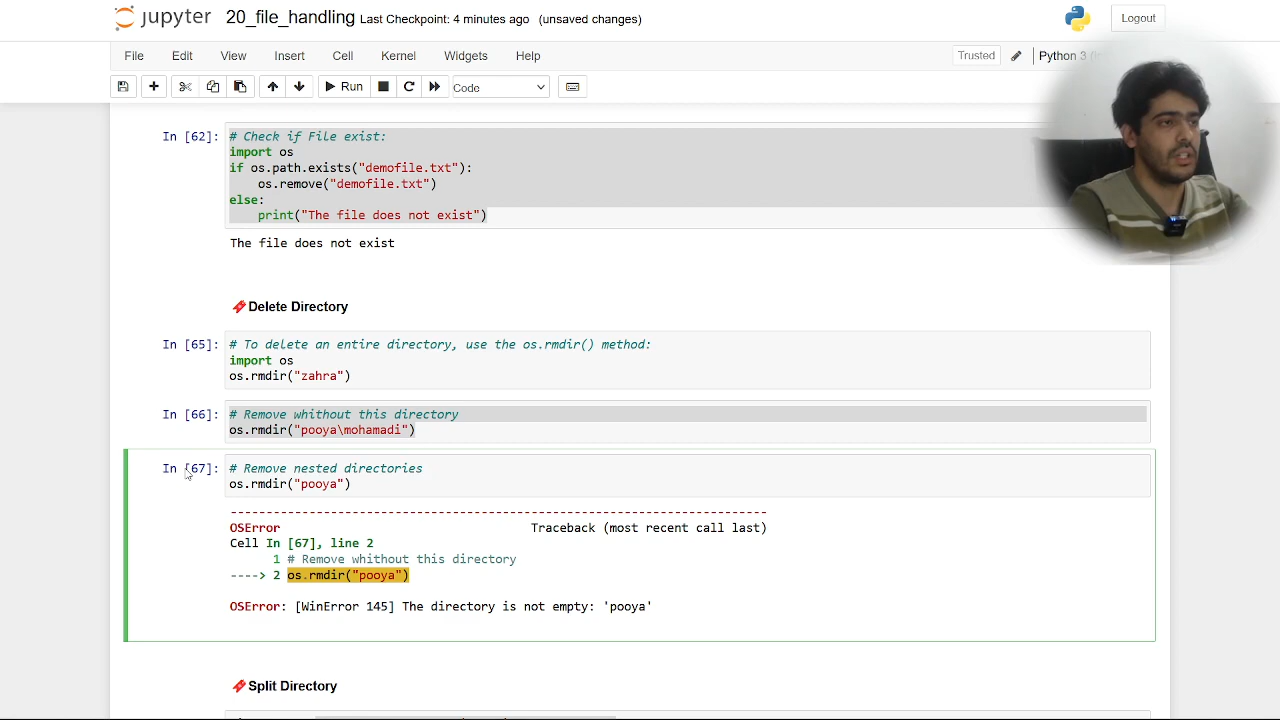 jupyter 20_file_handling Last Checkpoint: 4 minutes ago (unsaved changes) Logout
File Edit View Insert Cell Kernel Widgets Help Trusted Python 3
Run Code
In [62]: # Check if File exist:
import os
if os.path.exists("demofile.txt"):
os.remove("demofile.txt")
else:
print("The file does not exist")
The file does not exist
Delete Directory
In [65]: # To delete an entire directory, use the os.rmdir() method:
import os
os.rmdir("zahra")
In [66]: # Remove whithout this directory
os.rmdir("pooya\mohamadi")
In [67]: # Remove nested directories
os.rmdir("pooya")
---------------------------------------------------------------------------
OSError Traceback (most recent call last)
Cell In [67], line 2
1 # Remove whithout this directory
----> 2 os.rmdir("pooya")
OSError: [WinError 145] The directory is not empty: 'pooya'
Split Directory